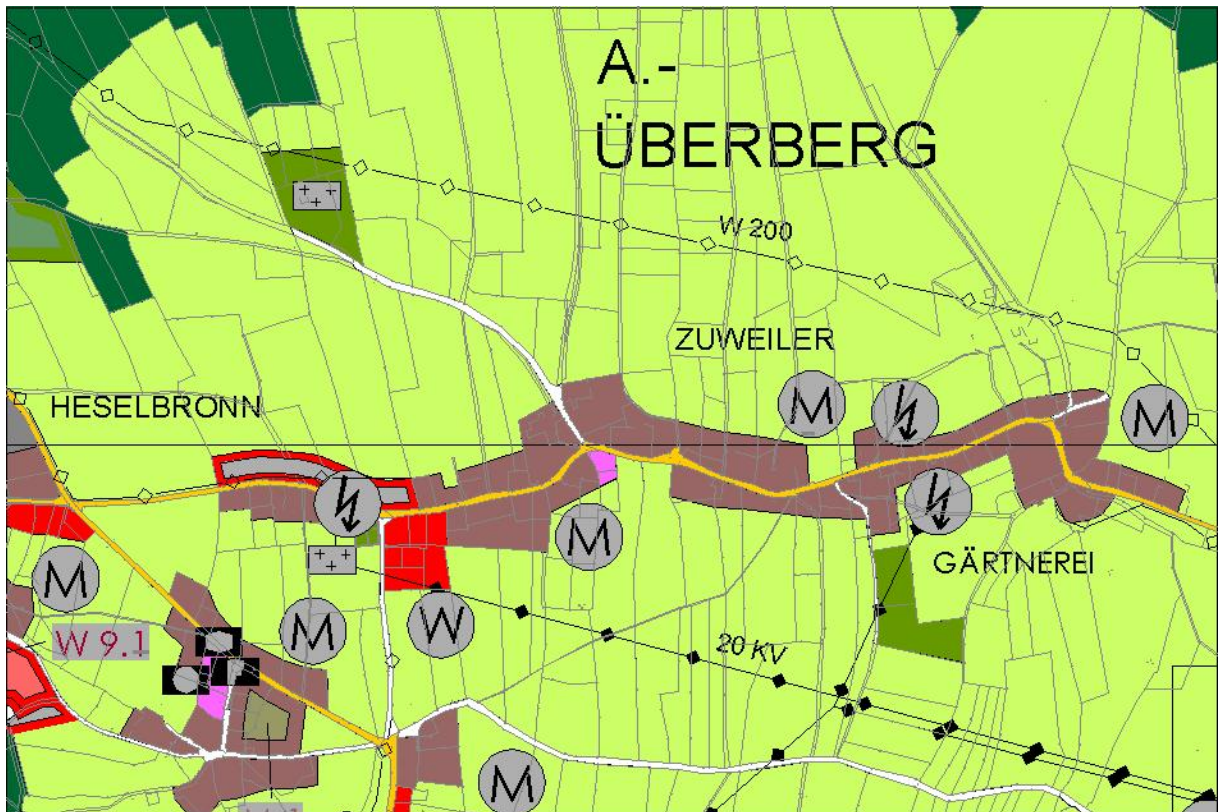 A.-
ÜBERBERG
W 200
ZUWEILER
HESELBRONN
M
M
M
GÄRTNEREI
M
M
M
W
W 9.1
20 KV
M